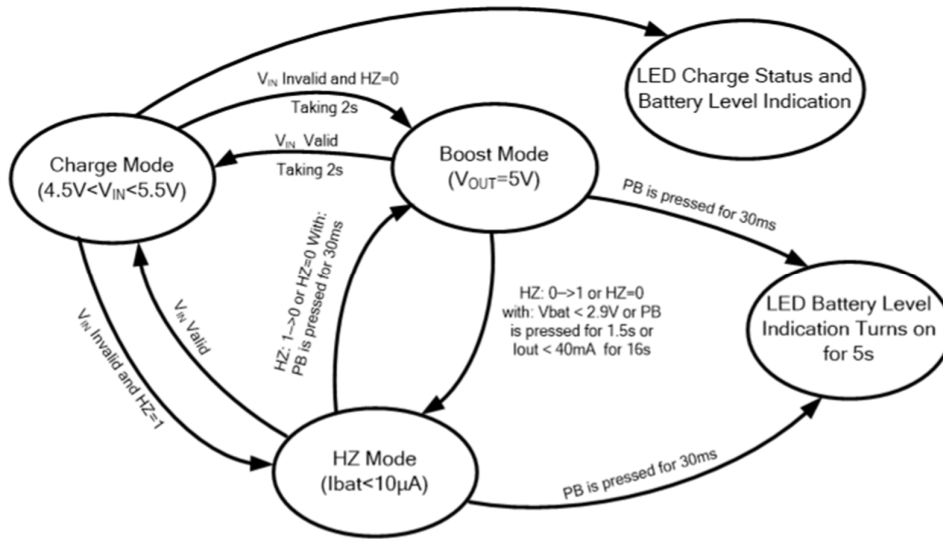 V_IN Invalid and HZ=0
Taking 2s
V_IN Valid
Taking 2s
LED Charge Status and
Battery Level Indication
Charge Mode
(4.5V<V_IN<5.5V)
Boost Mode
(V_OUT=5V)
PB is pressed for 30ms
HZ: 1-->0 or HZ=0 With:
PB is pressed for 30ms
HZ: 0-->1 or HZ=0
with: Vbat < 2.9V or PB
is pressed for 1.5s or
Iout < 40mA for 16s
LED Battery Level
Indication Turns on
for 5s
V_IN Invalid and HZ=1
V_IN Valid
HZ Mode
(Ibat<10µA)
PB is pressed for 30ms